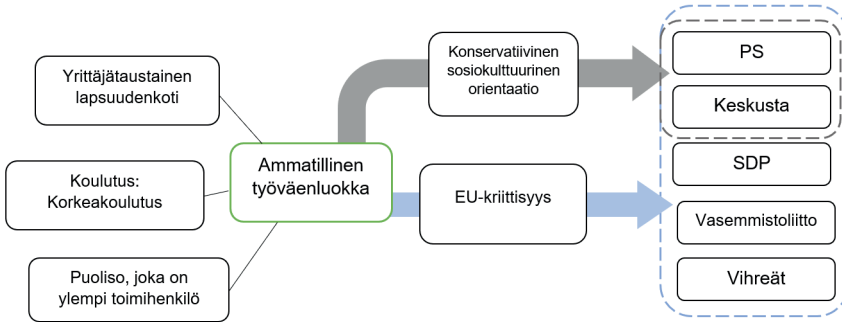 Yrittäjätaustainen
lapsuudenkoti
Koulutus:
Korkeakoulutus
Puoliso, joka on
ylempi toimihenkilö
Ammatillinen
työväenluokka
Konservatiivinen
sosiokulttuurinen
orientaatio
EU-kriittisyys
PS
Keskusta
SDP
Vasemmistoliitto
Vihreät